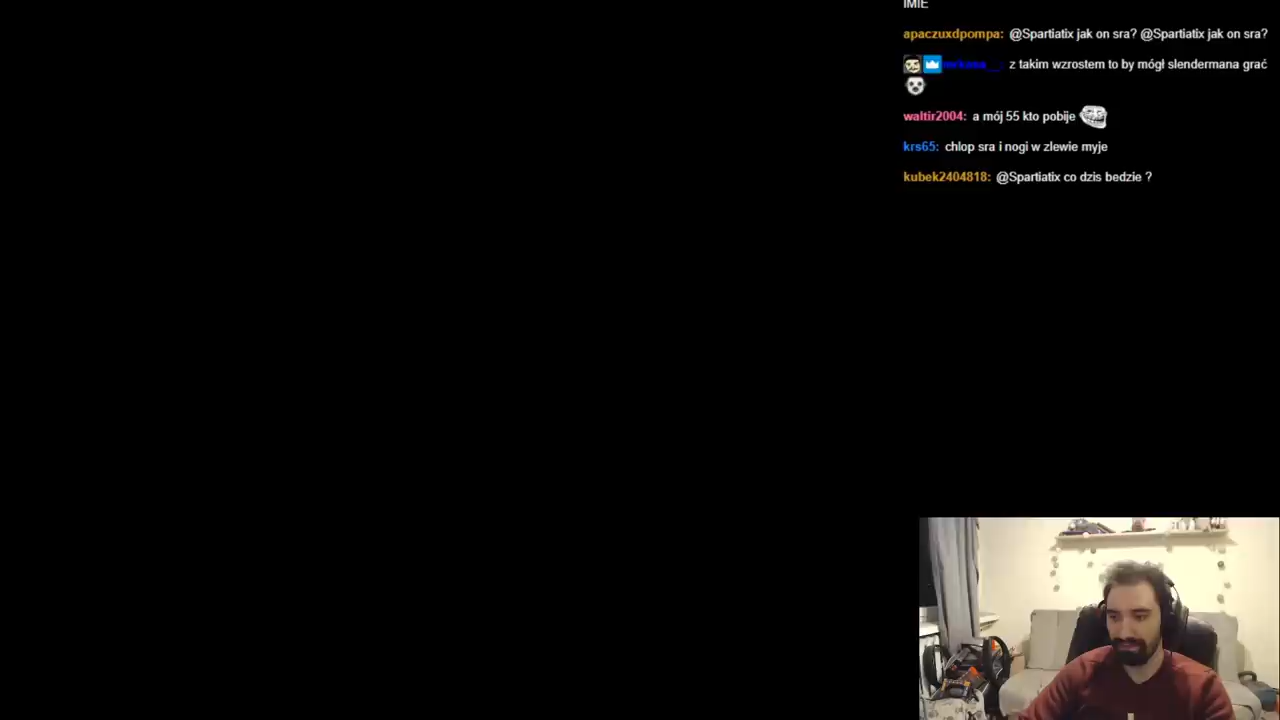 IMIE
apaczuxdpompa: @Spartiatix jak on sra? @Spartiatix jak on sra?
z takim wzrostem to by mógł slendermana grać
waltir2004: a mój 55 kto pobije
krs65: chlop sra i nogi w zlewie myje
kubek2404818: @Spartiatix co dzis bedzie ?